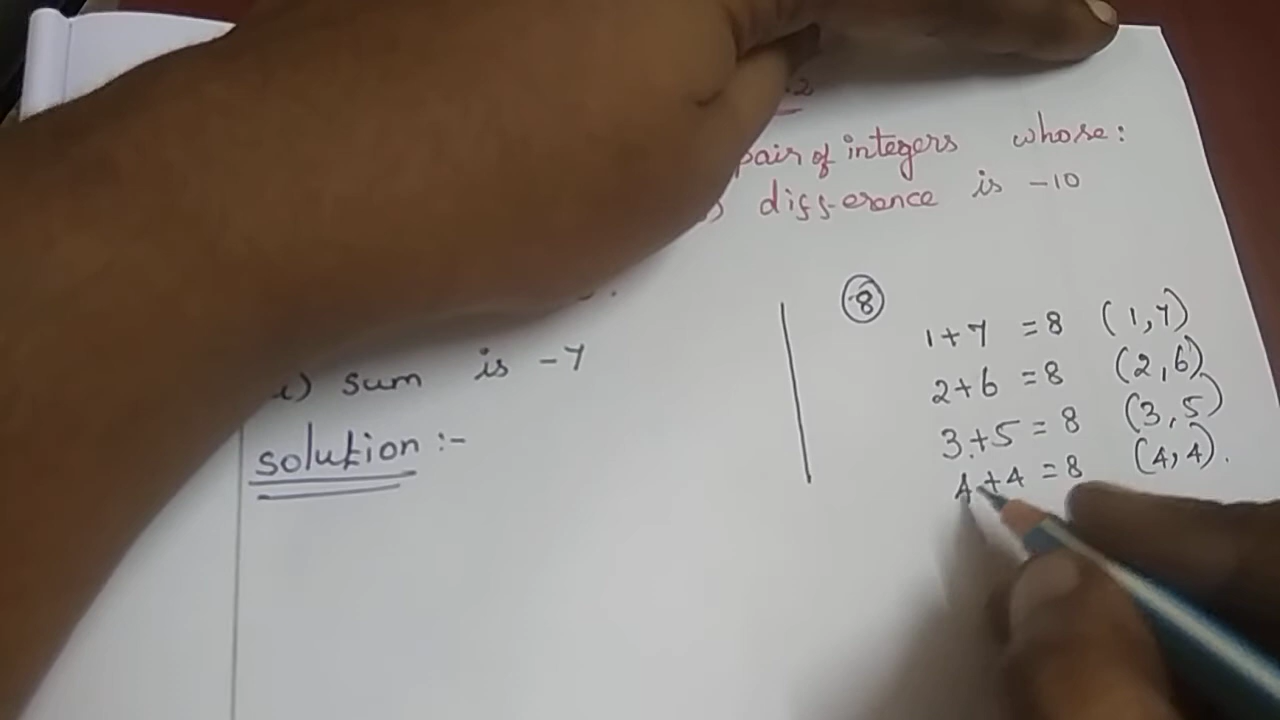 .2
pair of integers whose:
difference is -10
i) sum is -7
solution :-
8
1+7 =8 (1,7)
2+6 =8 (2,6)
3+5 =8 (3,5)
4+4 =8 (4,4).